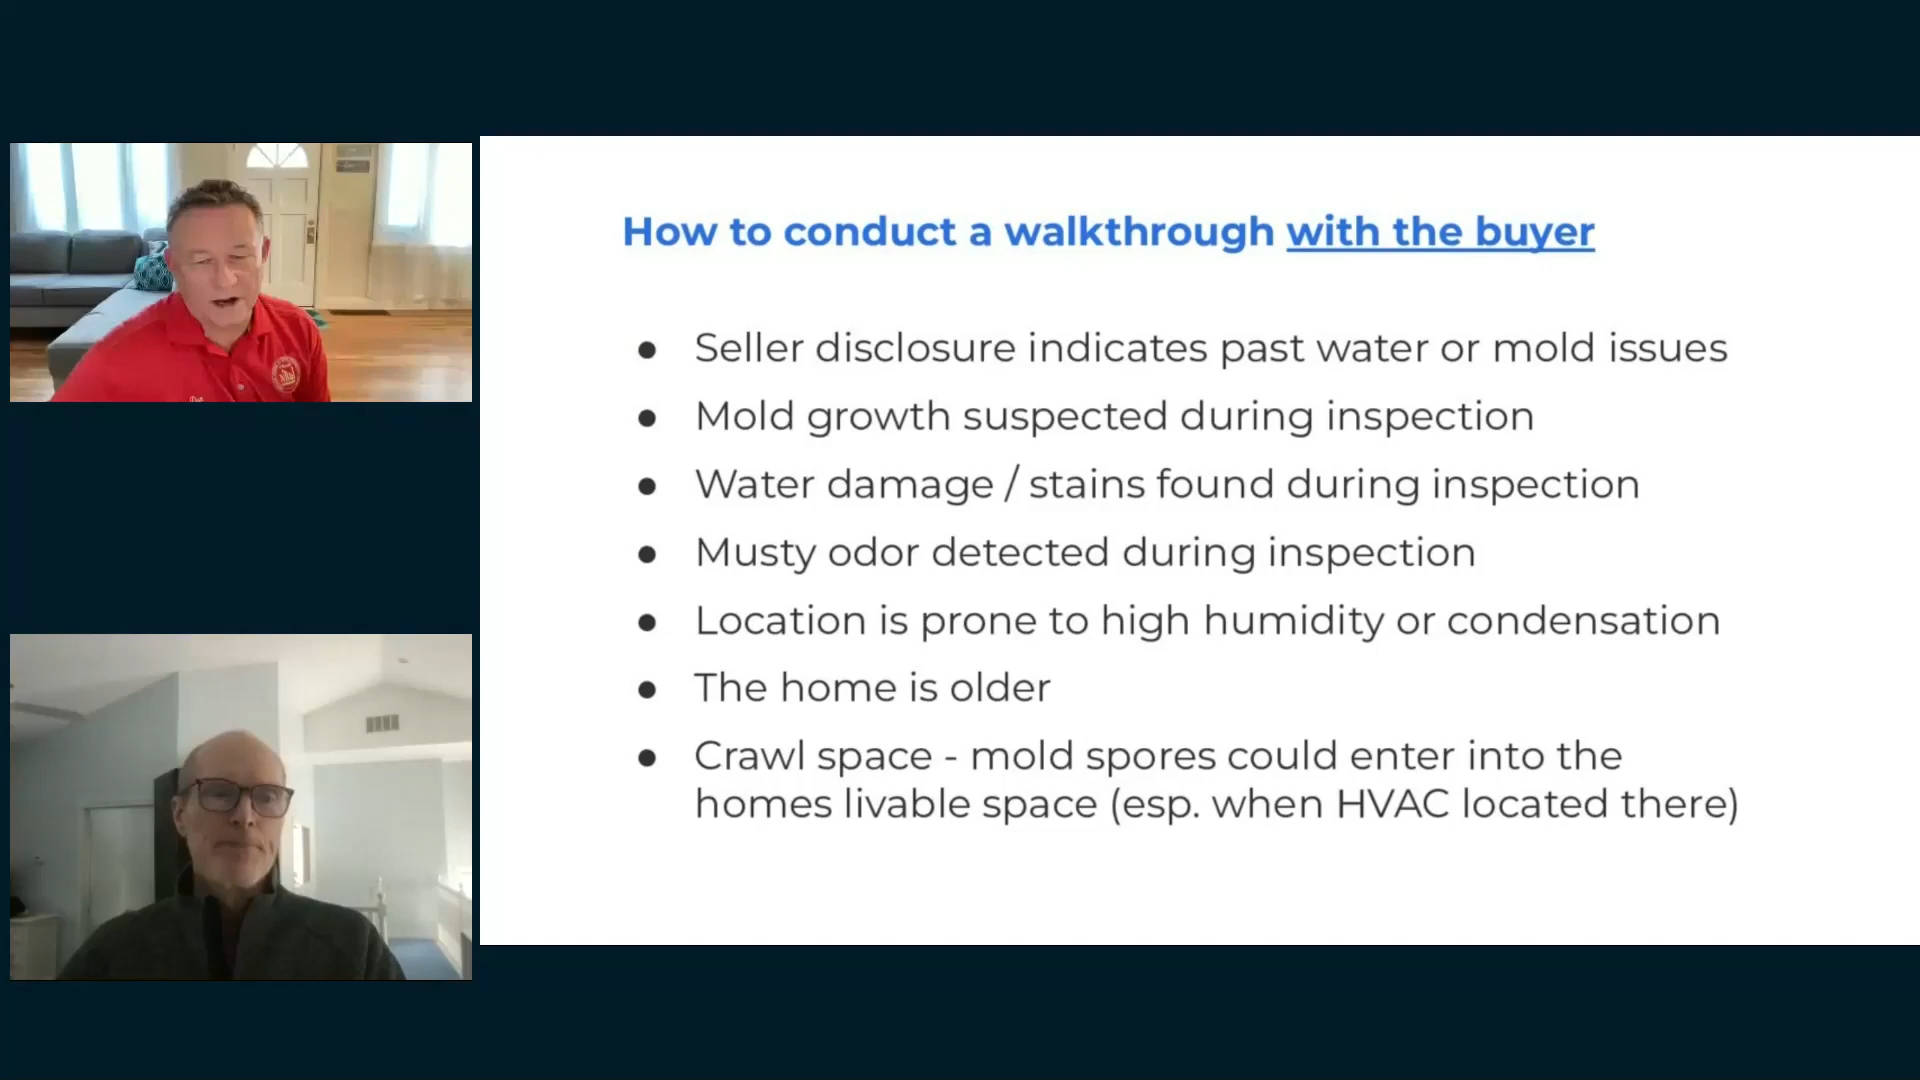 How to conduct a walkthrough with the buyer
● Seller disclosure indicates past water or mold issues
● Mold growth suspected during inspection
● Water damage / stains found during inspection
● Musty odor detected during inspection
● Location is prone to high humidity or condensation
● The home is older
● Crawl space - mold spores could enter into the
homes livable space (esp. when HVAC located there)